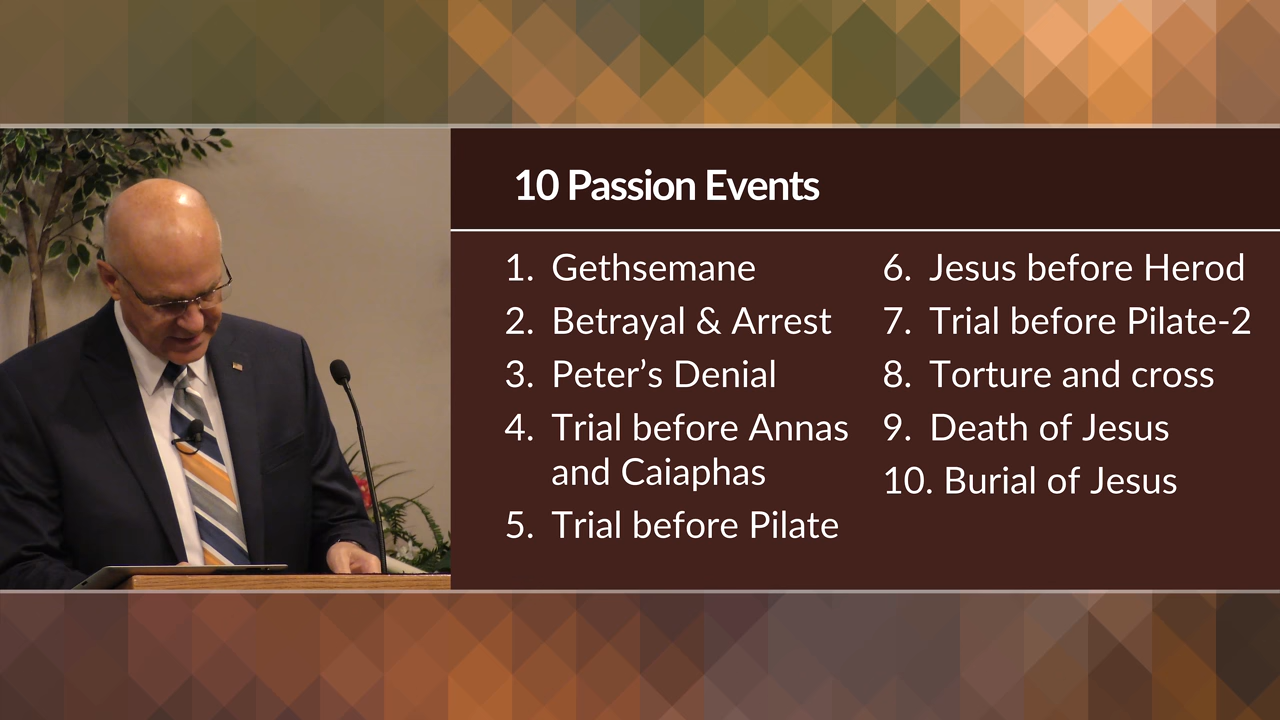 10 Passion Events
1. Gethsemane
2. Betrayal & Arrest
3. Peter’s Denial
4. Trial before Annas
and Caiaphas
5. Trial before Pilate
6. Jesus before Herod
7. Trial before Pilate-2
8. Torture and cross
9. Death of Jesus
10. Burial of Jesus